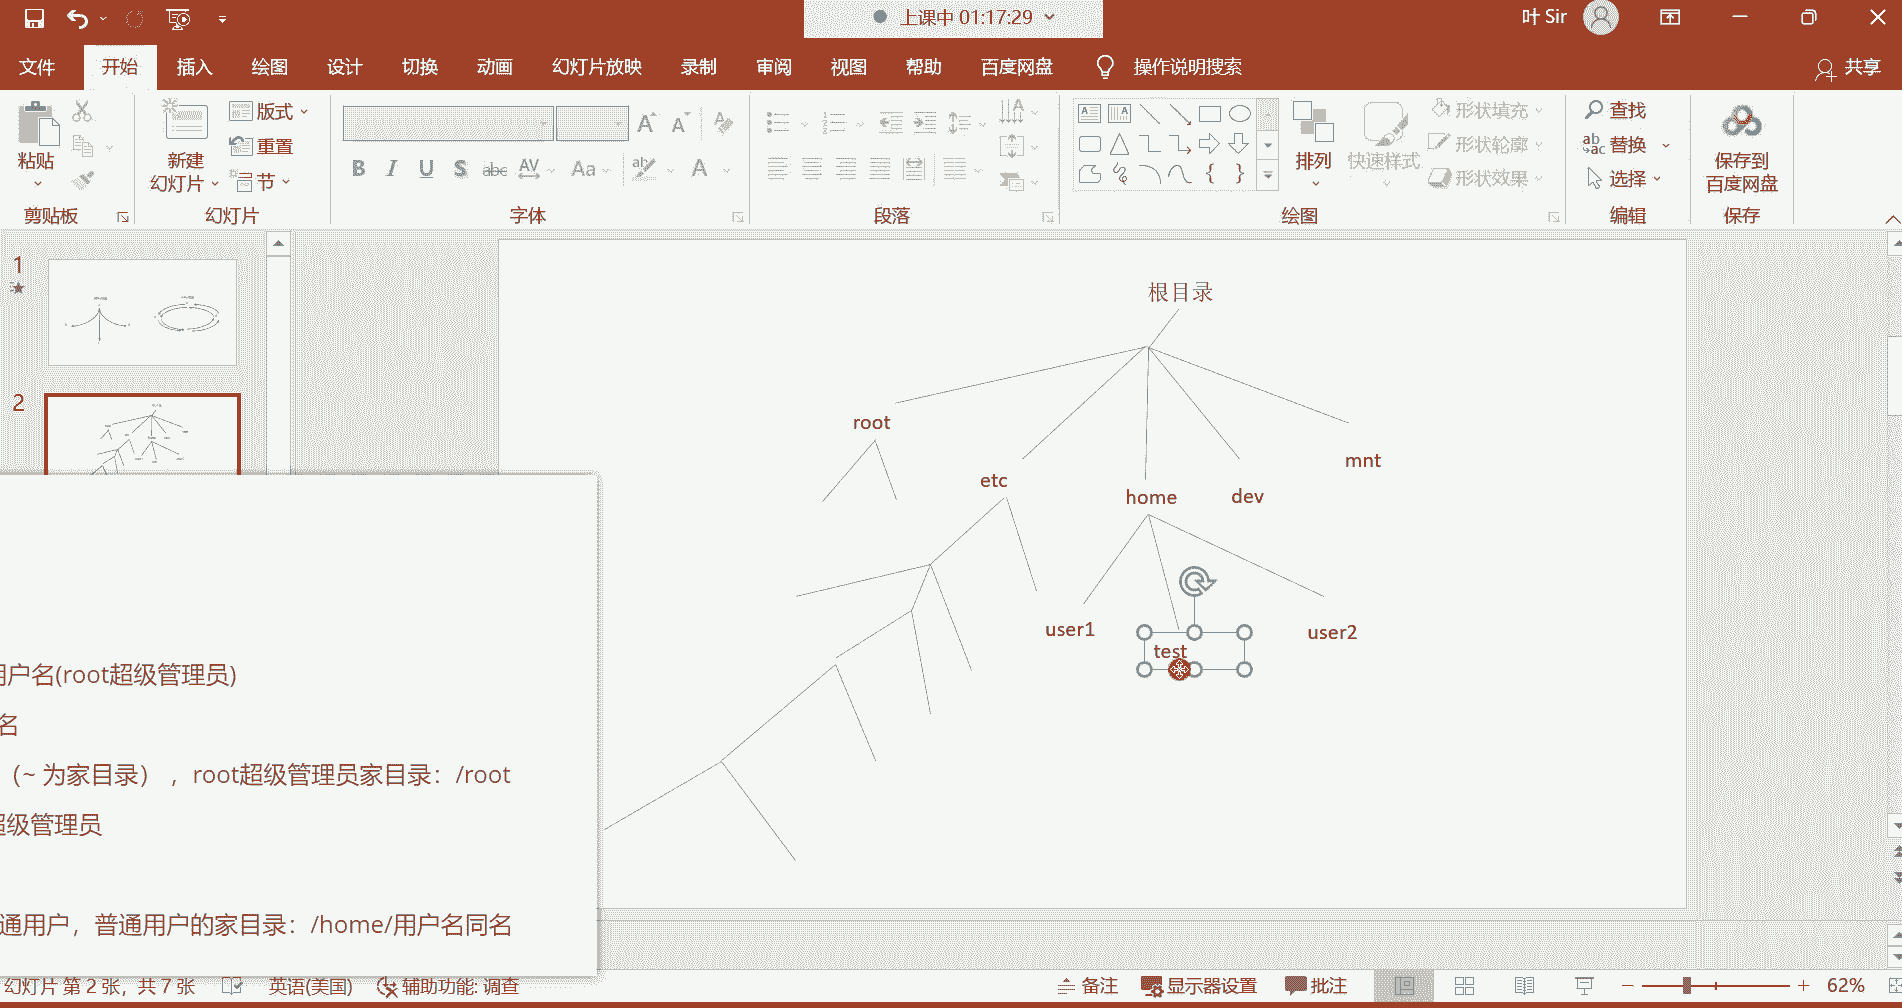 上课中 01:17:29
叶 Sir
文件 开始 插入 绘图 设计 切换 动画 幻灯片放映 录制 审阅 视图 帮助 百度网盘 操作说明搜索 共享
粘贴
剪贴板
新建
幻灯片
版式
重置
节
幻灯片
B I U S abc AV Aa A
字体
段落
排列
快速样式
形状填充
形状轮廓
形状效果
绘图
查找
替换
选择
编辑
保存到
百度网盘
保存
1
2
根目录
root
etc
home
dev
mnt
user1
test
user2
用户名(root超级管理员)
名
（~ 为家目录），root超级管理员家目录：/root
超级管理员
通用户，普通用户的家目录：/home/用户名同名
幻灯片 第 2 张，共 7 张 英语(美国) 辅助功能: 调查 备注 显示器设置 批注 62%